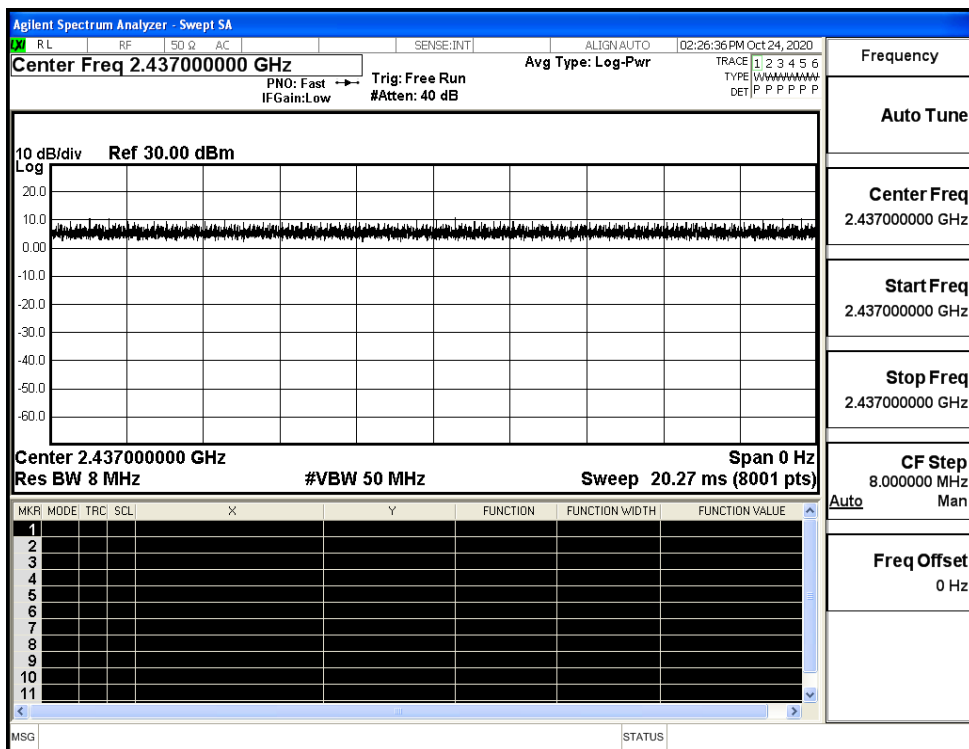 Agilent Spectrum Analyzer - Swept SA
LXI RL RF 50 Ω AC SENSE:INT ALIGN AUTO 02:26:36 PM Oct 24, 2020
Center Freq 2.437000000 GHz
PNO: Fast
IFGain:Low
Trig: Free Run
#Atten: 40 dB
Avg Type: Log-Pwr
TRACE 1 2 3 4 5 6
TYPE
DET P P P P P P
10 dB/div Ref 30.00 dBm
Log
20.0
10.0
0.00
-10.0
-20.0
-30.0
-40.0
-50.0
-60.0
Center 2.437000000 GHz Span 0 Hz
Res BW 8 MHz #VBW 50 MHz Sweep 20.27 ms (8001 pts)
MKR MODE TRC SCL X Y FUNCTION FUNCTION WIDTH FUNCTION VALUE
1
2
3
4
5
6
7
8
9
10
11
MSG STATUS
Frequency
Auto Tune
Center Freq
2.437000000 GHz
Start Freq
2.437000000 GHz
Stop Freq
2.437000000 GHz
CF Step
8.000000 MHz
Auto Man
Freq Offset
0 Hz